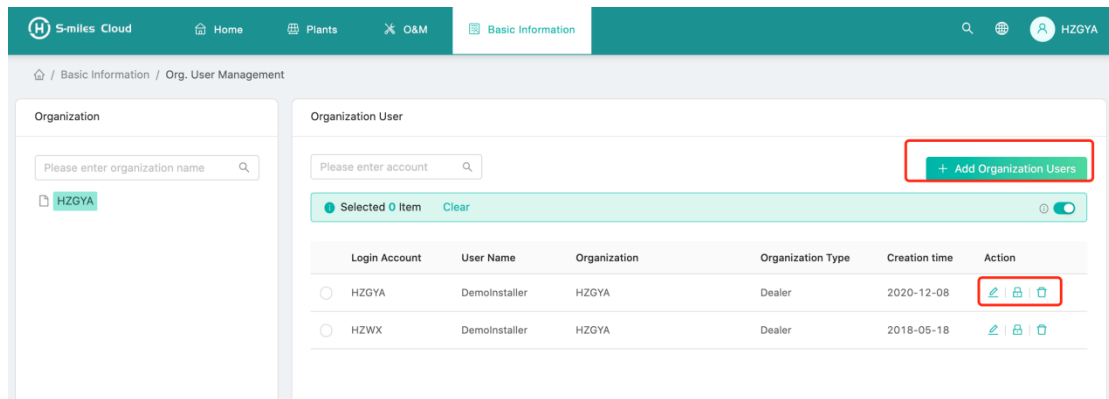 S-miles Cloud Home Plants O&M Basic Information HZGYA
/ Basic Information / Org. User Management
Organization
Please enter organization name
HZGYA
Organization User
Please enter account
+ Add Organization Users
Selected 0 Item Clear
Login Account User Name Organization Organization Type Creation time Action
HZGYA DemoInstaller HZGYA Dealer 2020-12-08
HZWX DemoInstaller HZGYA Dealer 2018-05-18